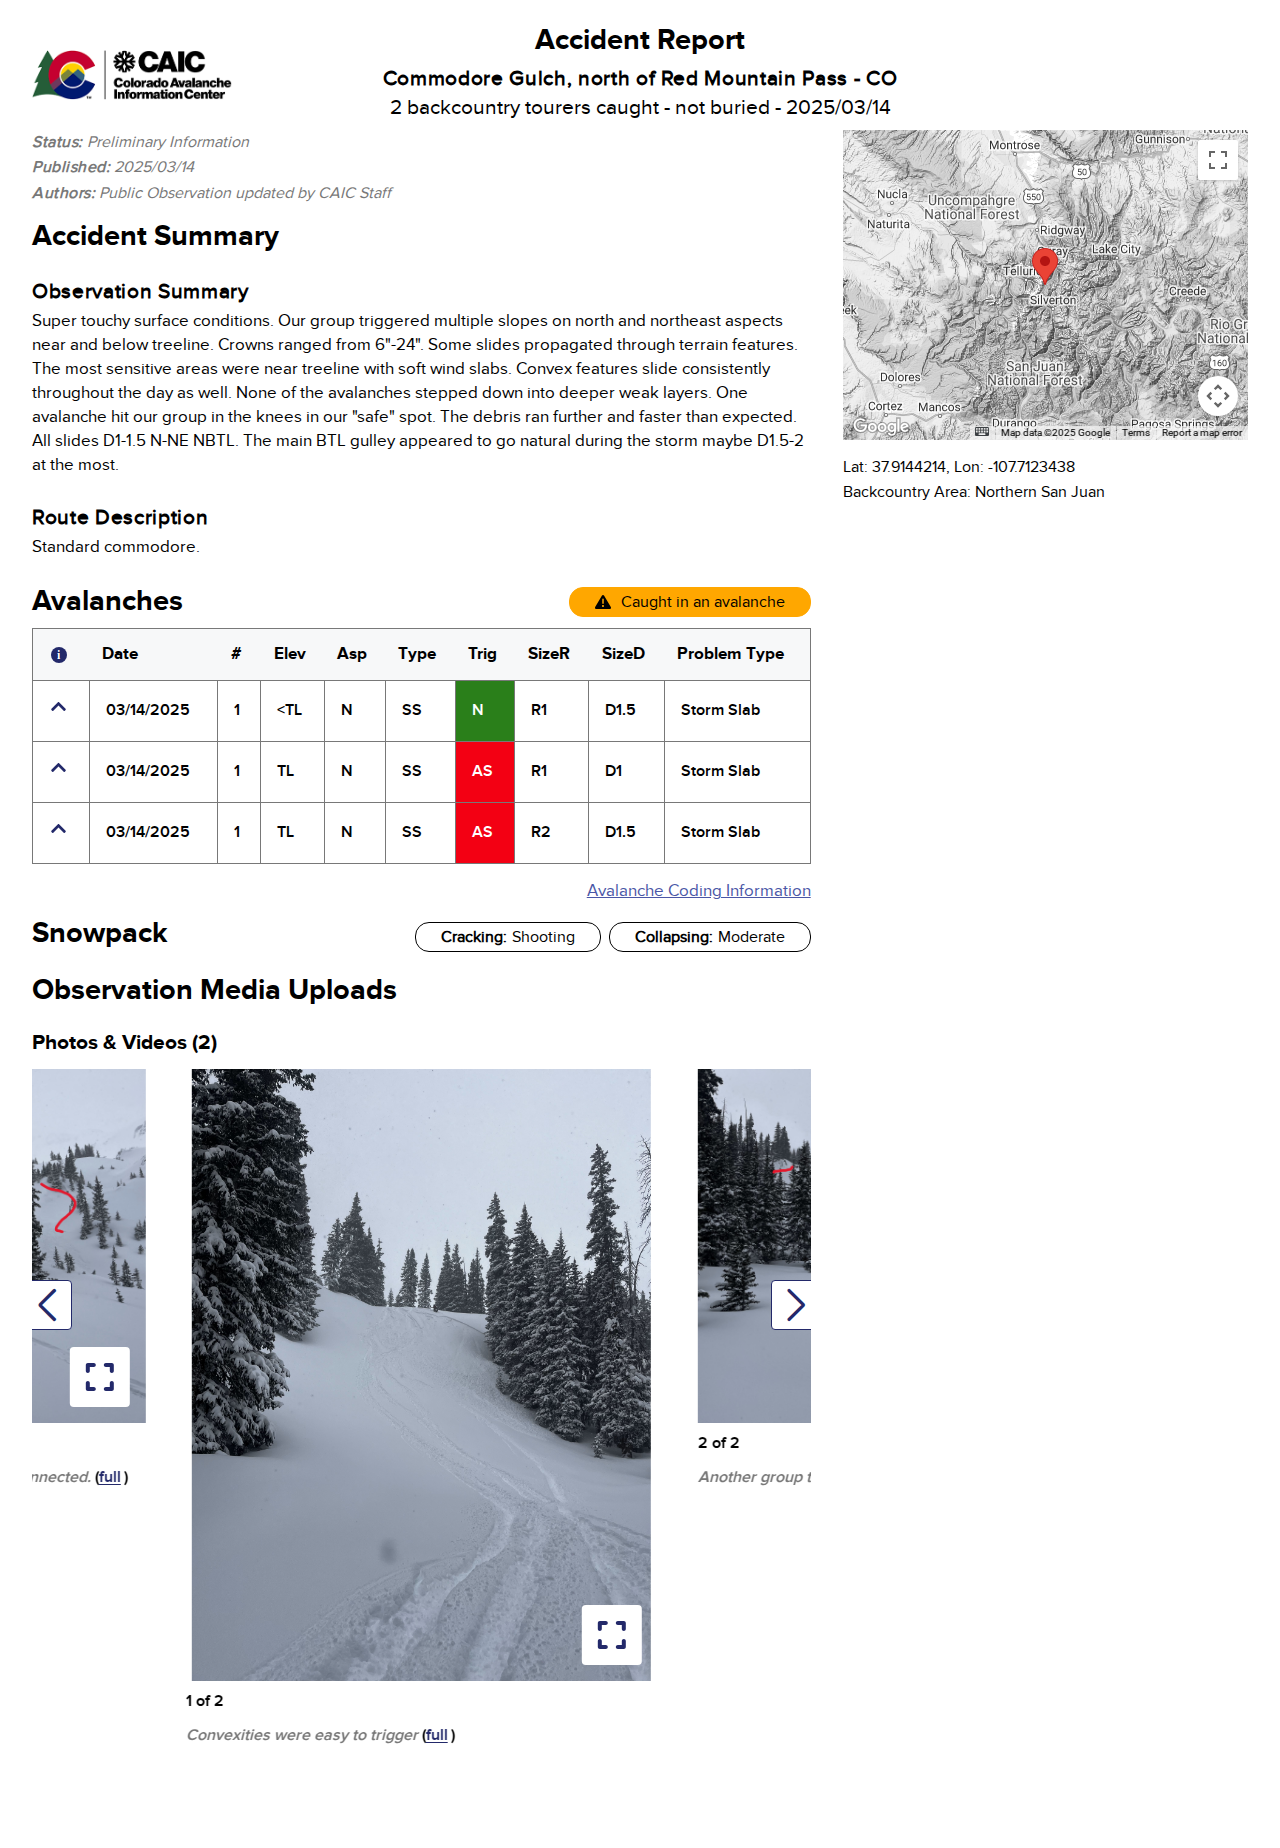 Accident Report
CAIC
Colorado Avalanche
Information Center
Commodore Gulch, north of Red Mountain Pass - CO
2 backcountry tourers caught - not buried - 2025/03/14
Status: Preliminary Information
Published: 2025/03/14
Authors: Public Observation updated by CAIC Staff
Accident Summary
Observation Summary
Super touchy surface conditions. Our group triggered multiple slopes on north and northeast aspects
near and below treeline. Crowns ranged from 6"-24". Some slides propagated through terrain features.
The most sensitive areas were near treeline with soft wind slabs. Convex features slide consistently
throughout the day as well. None of the avalanches stepped down into deeper weak layers. One
avalanche hit our group in the knees in our "safe" spot. The debris ran further and faster than expected.
All slides D1-1.5 N-NE NBTL. The main BTL gulley appeared to go natural during the storm maybe D1.5-2
at the most.
Route Description
Standard commodore.
Montrose
Gunnison
50
550
Nucla
Uncompahgre
National Forest
Naturita
Ridgway
Lake City
Silverton
Creede
Rio Gr
National
San Juan
National Forest
160
Dolores
Cortez
Mancos
Durango
Pagosa Springs
Google
Map data ©2025 Google
Terms
Report a map error
Lat: 37.9144214, Lon: -107.7123438
Backcountry Area: Northern San Juan
Avalanches
Caught in an avalanche
Date # Elev Asp Type Trig SizeR SizeD Problem Type
03/14/2025 1 <TL N SS N R1 D1.5 Storm Slab
03/14/2025 1 TL N SS AS R1 D1 Storm Slab
03/14/2025 1 TL N SS AS R2 D1.5 Storm Slab
Avalanche Coding Information
Snowpack
Cracking: Shooting
Collapsing: Moderate
Observation Media Uploads
Photos & Videos (2)
nnected. (full )
2 of 2
Another group t
1 of 2
Convexities were easy to trigger (full )